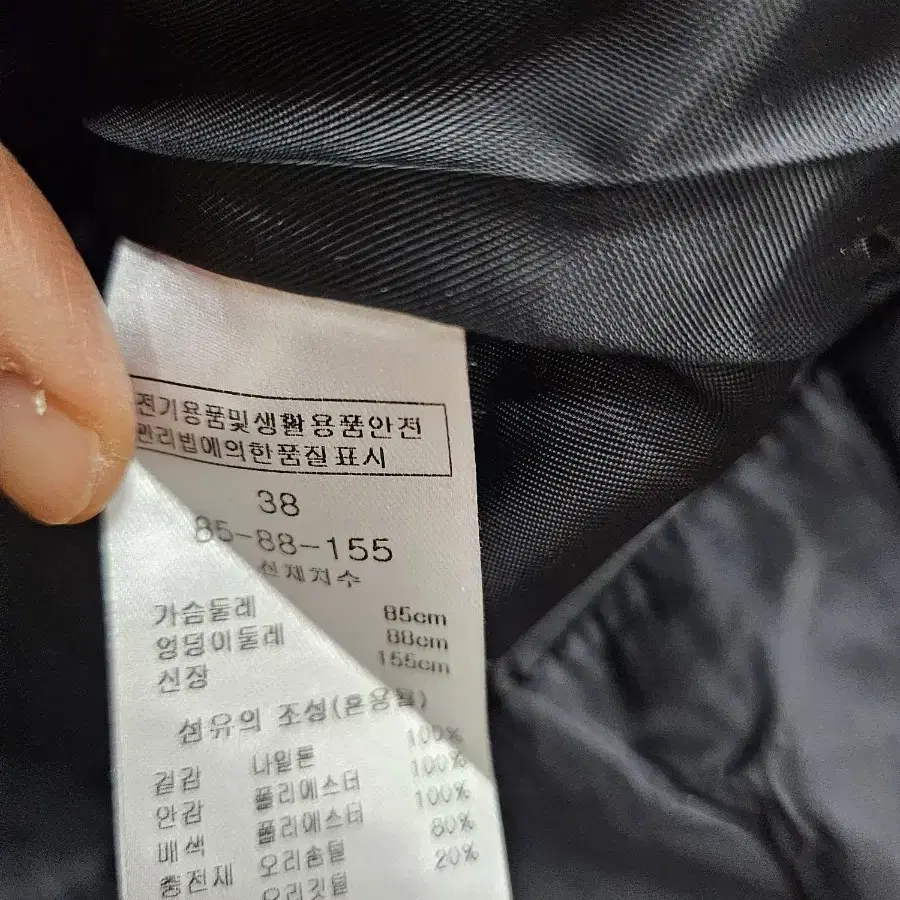 전기용품및생활용품안전
관리법에의한품질표시
38
85-88-155
신체치수
가슴둘레 85cm
엉덩이둘레 88cm
신장 155cm
섬유의 조성(혼용률)
겉감 나일론 100%
안감 폴리에스터 100%
배색 폴리에스터 100%
충전재 오리솜털 80%
오리깃털 20%